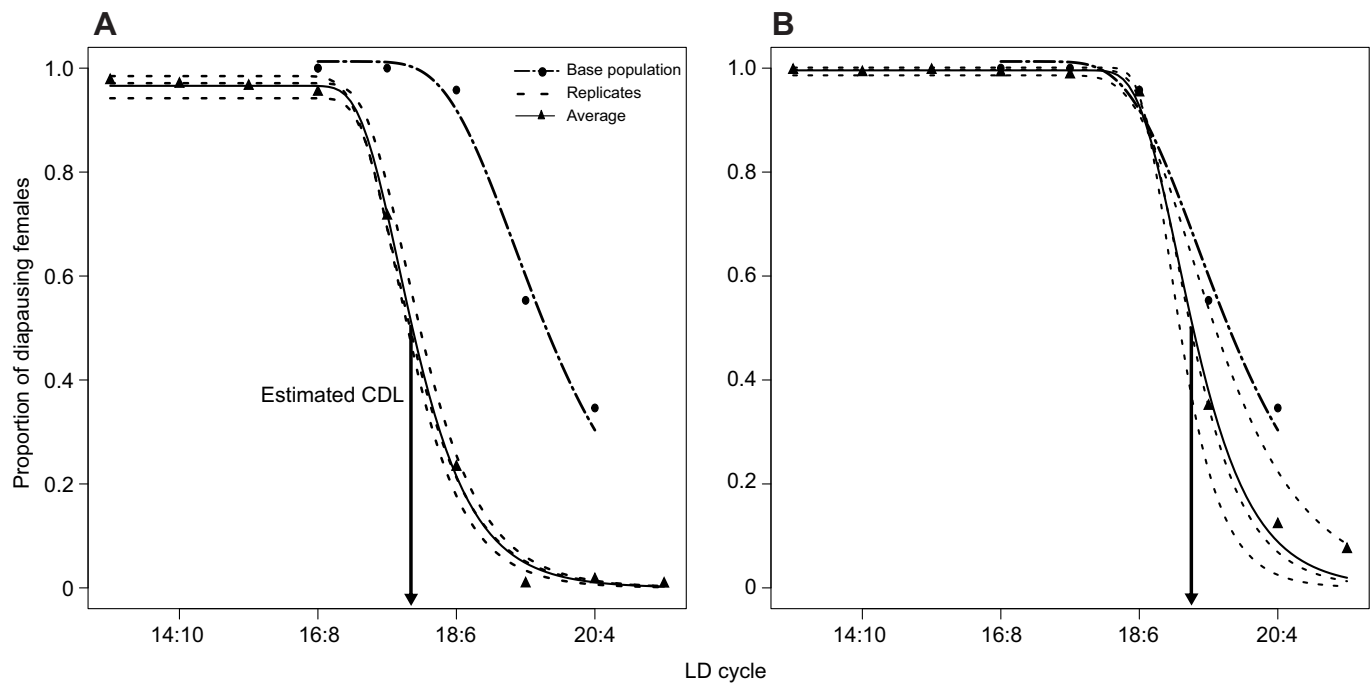 A
B
Proportion of diapausing females
1.0
0.8
0.6
0.4
0.2
0
Base population
Replicates
Average
Estimated CDL
14:10
16:8
18:6
20:4
1.0
0.8
0.6
0.4
0.2
0
14:10
16:8
18:6
20:4
LD cycle